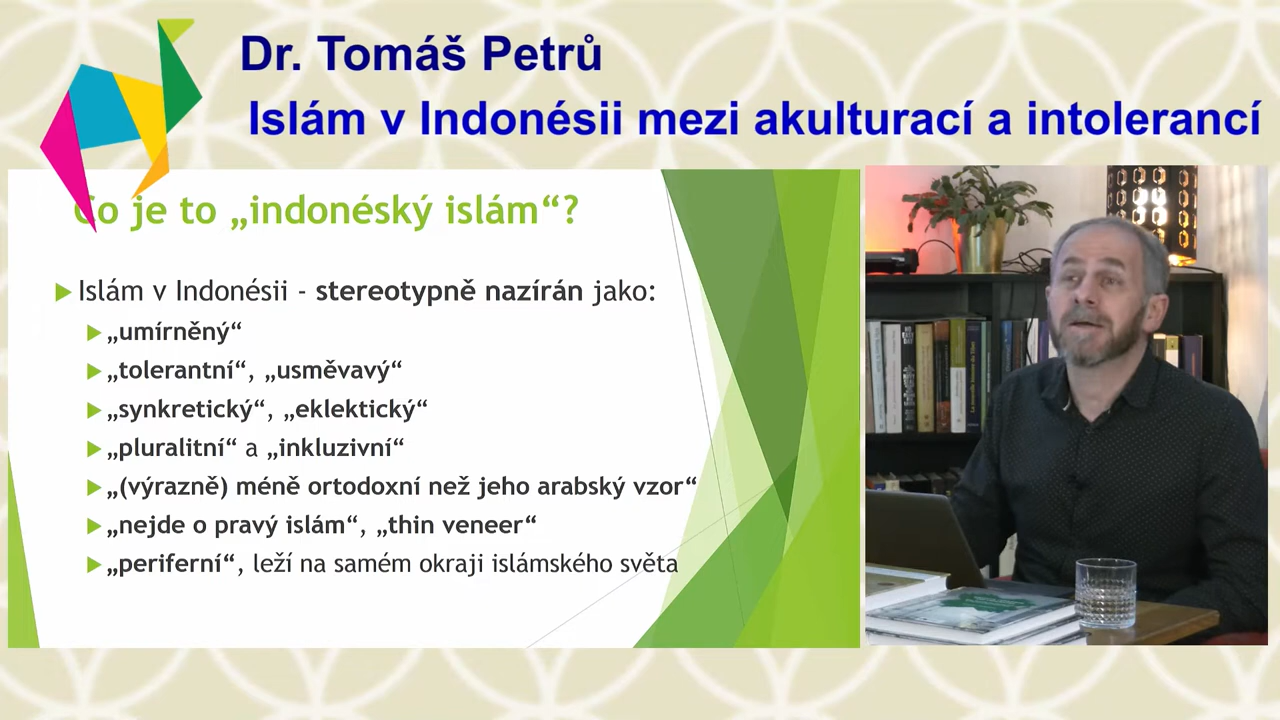 Dr. Tomáš Petrů
Islám v Indonésii mezi akulturací a intolerancí
Co je to „indonéský islám“?
Islám v Indonésii - stereotypně nazírán jako:
„umírněný“
„tolerantní“, „usměvavý“
„synkretický“, „eklektický“
„pluralitní“ a „inkluzivní“
„(výrazně) méně ortodoxní než jeho arabský vzor“
„nejde o pravý islám“, „thin veneer“
„periferní“, leží na samém okraji islámského světa